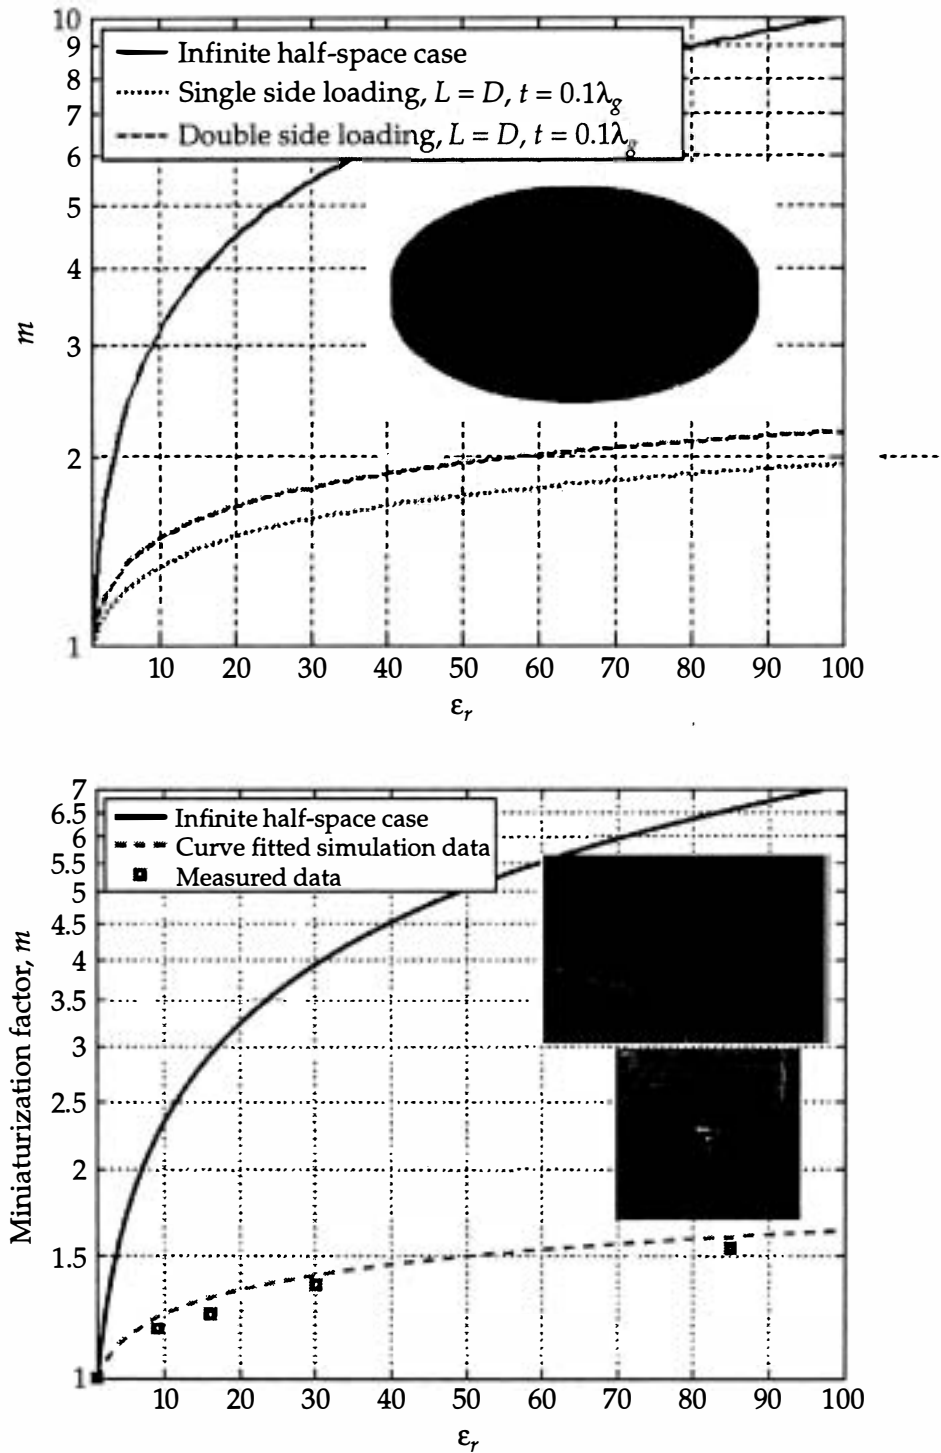 10
9
8
7
6
5
4
3
2
1
m
Infinite half-space case
Single side loading, L = D, t = 0.1λg
Double side loading, L = D, t = 0.1λg
10 20 30 40 50 60 70 80 90 100
εr
7
6.5
6
5.5
5
4.5
4
3.5
3
2.5
2
1.5
1
Miniaturization factor, m
Infinite half-space case
Curve fitted simulation data
Measured data
10 20 30 40 50 60 70 80 90 100
εr